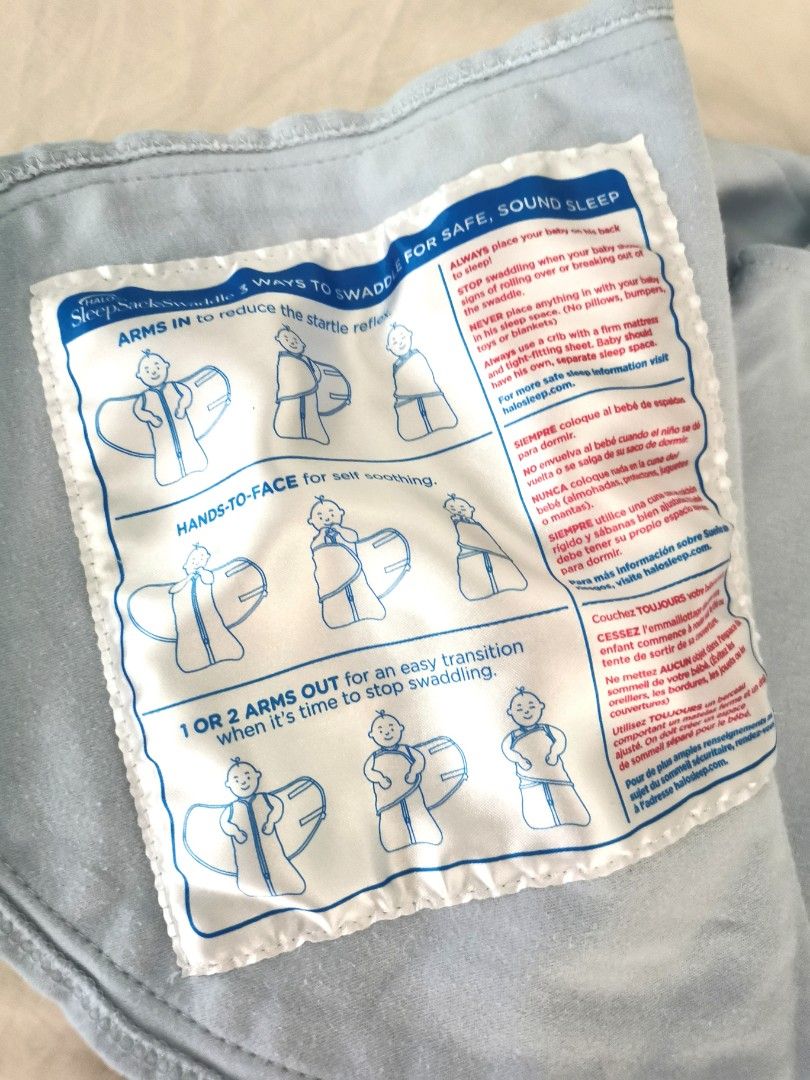 HALO
SleepSack Swaddle 3 WAYS TO SWADDLE FOR SAFE, SOUND SLEEP
ARMS IN to reduce the startle reflex
HANDS-TO-FACE for self soothing.
1 OR 2 ARMS OUT for an easy transition
when it's time to stop swaddling.
ALWAYS place your baby on his back
to sleep!
STOP swaddling when your baby shows
signs of rolling over or breaking out of
the swaddle.
NEVER place anything in with your baby
in his sleep space. (No pillows, bumpers,
toys or blankets)
Always use a crib with a firm mattress
and tight-fitting sheet. Baby should
have his own, separate sleep space.
For more safe sleep information visit
halosleep.com.
SIEMPRE coloque al bebé de espaldas
para dormir.
NO envuelva al bebé cuando el niño se dé
vuelta o se salga de su saco de dormir.
NUNCA coloque nada en la cuna del
bebé (almohadas, protectores, juguetes
o mantas).
SIEMPRE utilice una cuna
rígido y sábanas bien
debe tener su propio espacio
para dormir.
Para más información sobre
visite halosleep.com.
Couchez TOUJOURS votre
CESSEZ l'emmaillottage
enfant commence à
tente de sortir de sa couverture.
Ne mettez AUCUN objet dans l'espace
sommeil de votre bébé. (Évitez les
oreillers, les bordures, les jouets ou les
couvertures)
Utilisez TOUJOURS un berceau
comportant un matelas ferme et un
ajusté. On doit créer un espace
de sommeil séparé pour le bébé.
Pour de plus amples renseignements
sujet du sommeil sécuritaire, rendez-vous
à l'adresse halosleep.com.